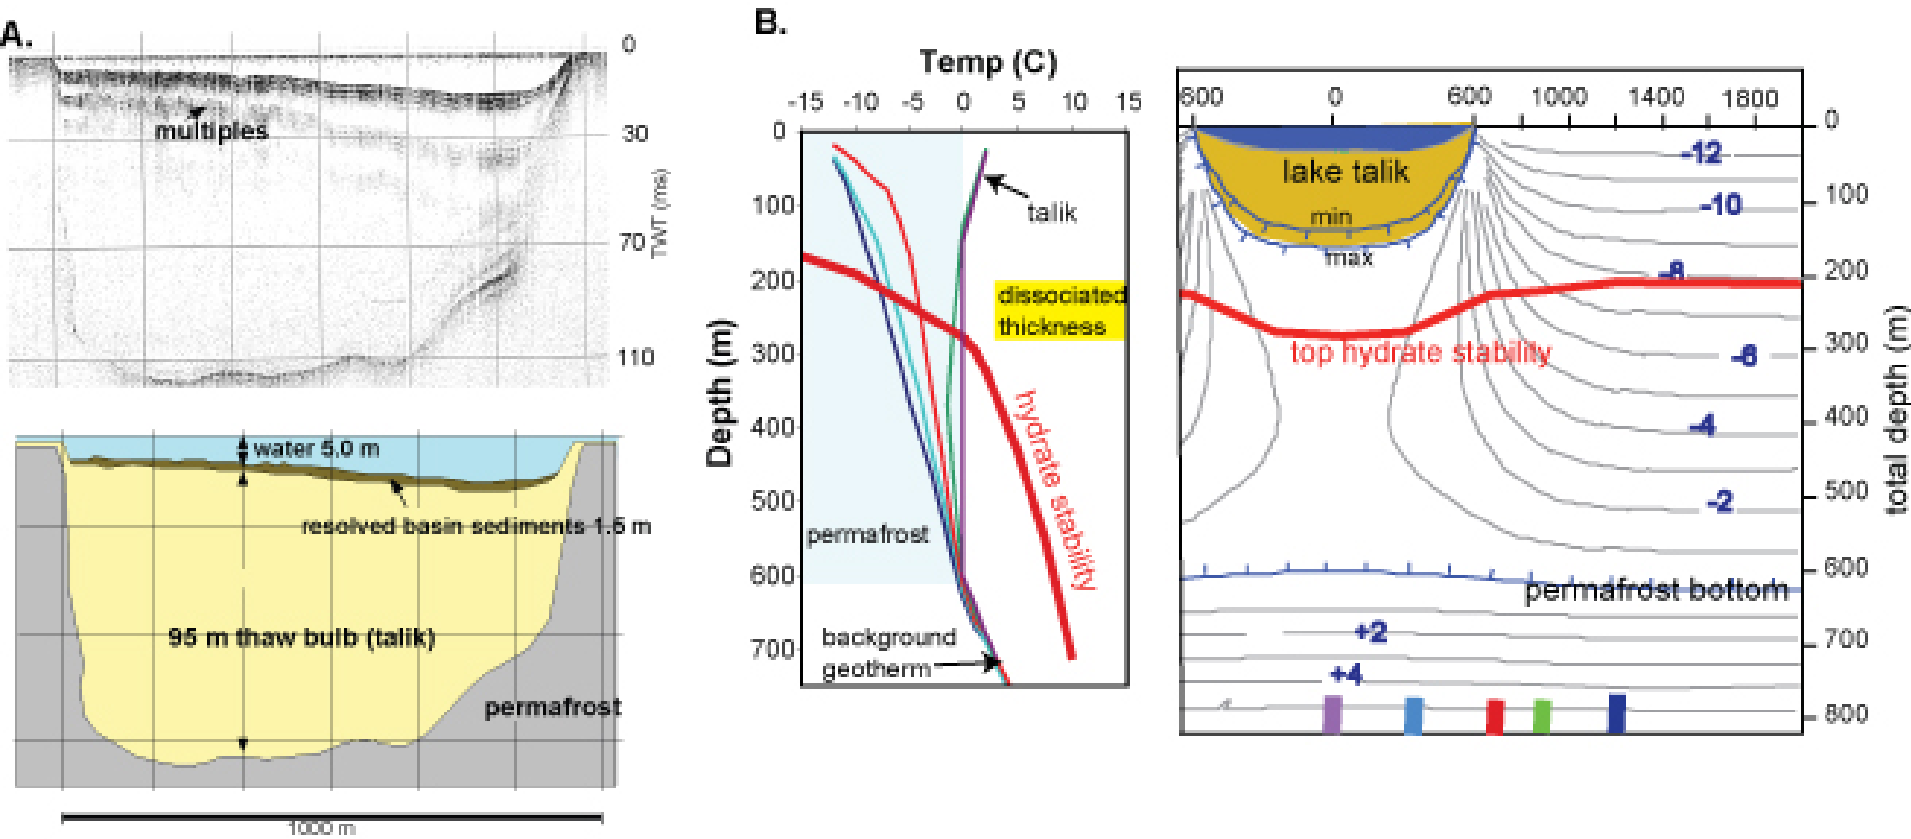 A.
0
multiples
30
70
TWT (ms)
110
water 5.0 m
resolved basin sediments 1.5 m
95 m thaw bulb (talik)
permafrost
1000 m
B.
Temp (C)
-15 -10 -5 0 5 10 15
0
100
200
300
400
500
600
700
Depth (m)
talik
dissociated
thickness
hydrate stability
permafrost
background
geotherm
600 0 600 1000 1400 1800
0
100
200
300
400
500
600
700
800
total depth (m)
lake talik
min
max
top hydrate stability
-12
-10
-8
-6
-4
-2
permafrost bottom
+2
+4